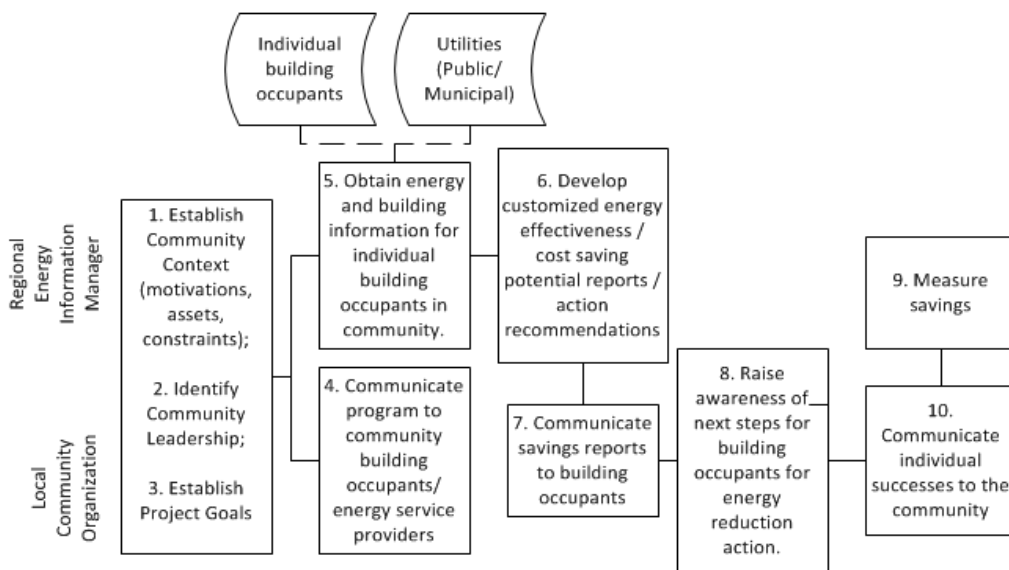 Individual
building
occupants
Utilities
(Public/
Municipal)
Regional
Energy
Information
Manager
Local
Community
Organization
1. Establish
Community
Context
(motivations,
assets,
constraints);
2. Identify
Community
Leadership;
3. Establish
Project Goals
5. Obtain energy
and building
information for
individual
building
occupants in
community.
4. Communicate
program to
community
building
occupants/
energy service
providers
6. Develop
customized energy
effectiveness /
cost saving
potential reports /
action
recommendations
7. Communicate
savings reports
to building
occupants
8. Raise
awareness of
next steps for
building
occupants for
energy
reduction
action.
9. Measure
savings
10.
Communicate
individual
successes to the
community